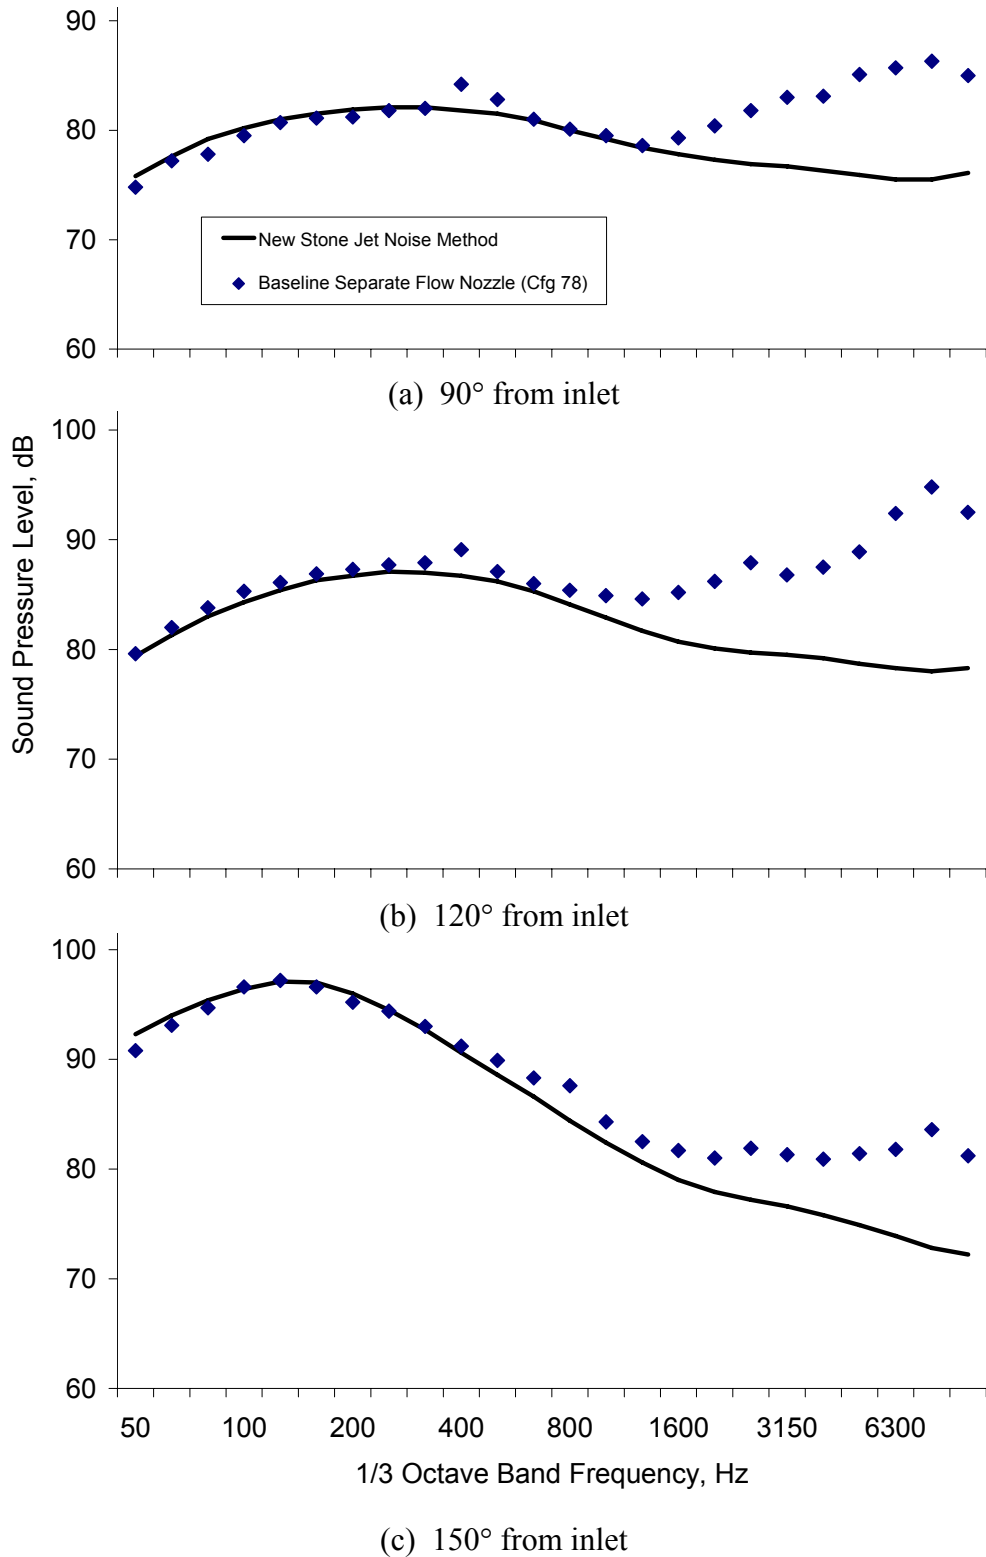 90
80
70
60
New Stone Jet Noise Method
Baseline Separate Flow Nozzle (Cfg 78)
(a) 90° from inlet
Sound Pressure Level, dB
100
90
80
70
60
(b) 120° from inlet
100
90
80
70
60
50 100 200 400 800 1600 3150 6300
1/3 Octave Band Frequency, Hz
(c) 150° from inlet